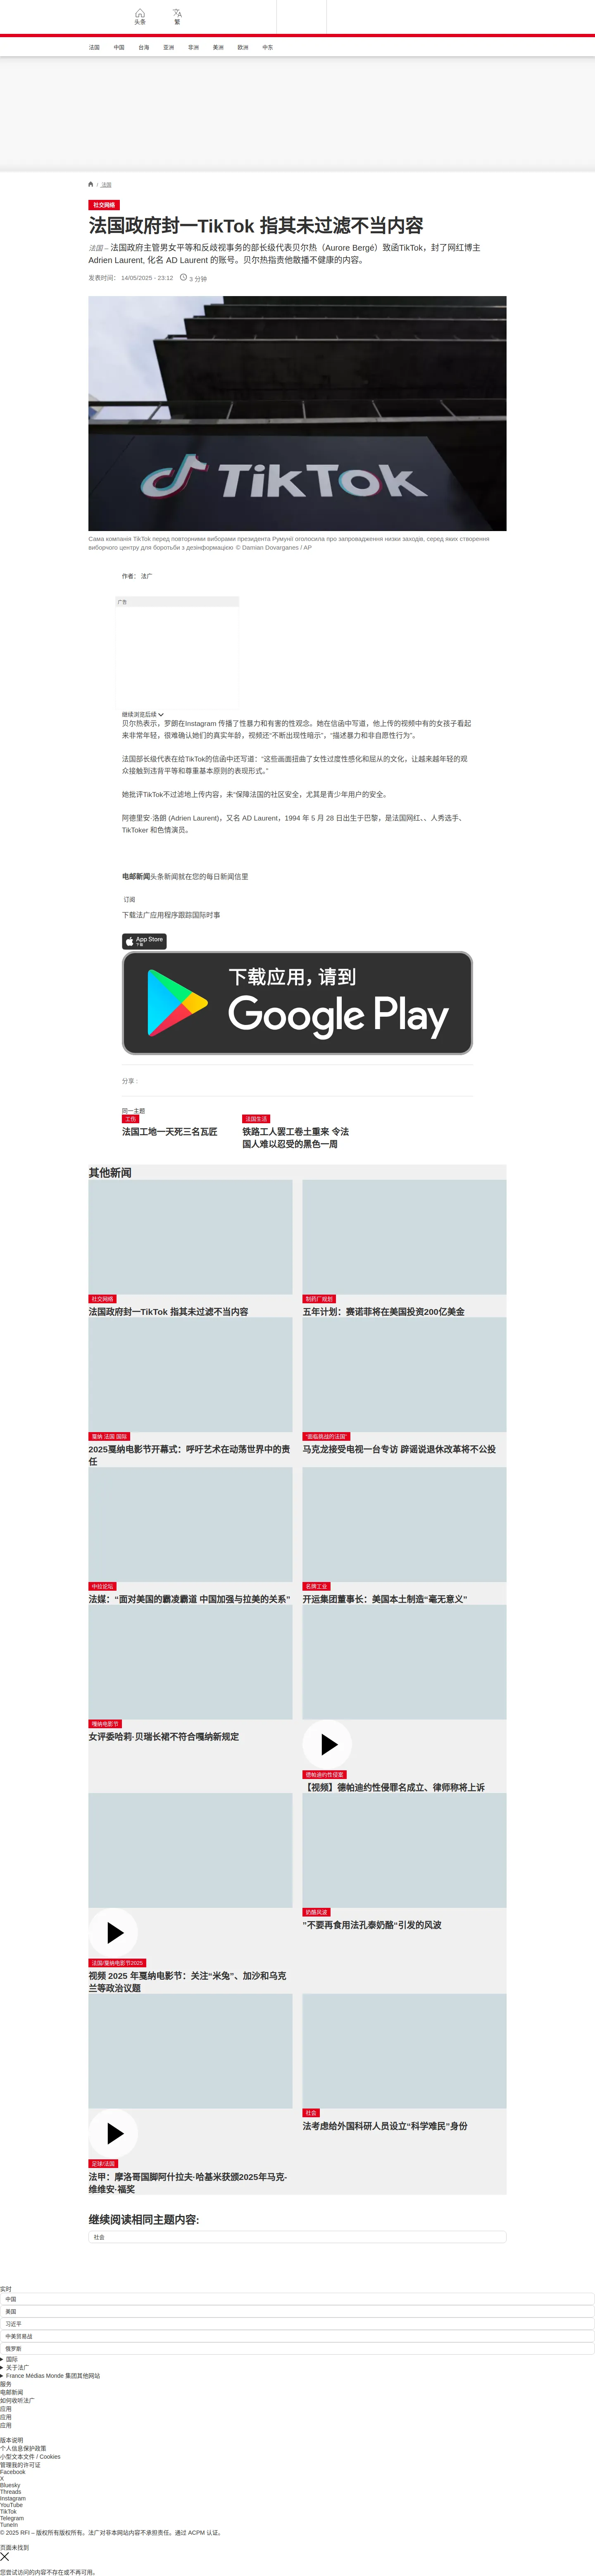 头条
繁
法国
中国
台海
亚洲
非洲
美洲
欧洲
中东
/ 法国
社交网络
法国政府封一TikTok 指其未过滤不当内容
法国 – 法国政府主管男女平等和反歧视事务的部长级代表贝尔热（Aurore Bergé）致函TikTok，封了网红博主
Adrien Laurent, 化名 AD Laurent 的账号。贝尔热指责他散播不健康的内容。
发表时间： 14/05/2025 - 23:12 3 分钟
TikTok
Сама компанія TikTok перед повторними виборами президента Румунії оголосила про запровадження низки заходів, серед яких створення
виборчого центру для боротьби з дезінформацією © Damian Dovarganes / AP
作者： 法广
广告
继续浏览后续
贝尔热表示，罗朗在Instagram 传播了性暴力和有害的性观念。她在信函中写道，他上传的视频中有的女孩子看起
来非常年轻，很难确认她们的真实年龄，视频还“不断出现性暗示”，“描述暴力和非自愿性行为”。
法国部长级代表在给TikTok的信函中还写道：“这些画面扭曲了女性过度性感化和屈从的文化，让越来越年轻的观
众接触到违背平等和尊重基本原则的表现形式。”
她批评TikTok不过滤地上传内容，未“保障法国的社区安全，尤其是青少年用户的安全。
阿德里安·洛朗 (Adrien Laurent)，又名 AD Laurent，1994 年 5 月 28 日出生于巴黎，是法国网红、、人秀选手、
TikToker 和色情演员。
电邮新闻头条新闻就在您的每日新闻信里
订阅
下载法广应用程序跟踪国际时事
App Store
下载
下载应用，请到
Google Play
分享 :
同一主题
工伤
法国工地一天死三名瓦匠
法国生活
铁路工人罢工卷土重来 令法
国人难以忍受的黑色一周
其他新闻
社交网络
法国政府封一TikTok 指其未过滤不当内容
制药厂规划
五年计划：赛诺菲将在美国投资200亿美金
戛纳 法国 国际
2025戛纳电影节开幕式：呼吁艺术在动荡世界中的责
任
“面临挑战的法国”
马克龙接受电视一台专访 辟谣说退休改革将不公投
中拉论坛
法媒：“面对美国的霸凌霸道 中国加强与拉美的关系”
名牌工业
开运集团董事长：美国本土制造“毫无意义”
嘎纳电影节
女评委哈莉·贝瑞长裙不符合嘎纳新规定
德帕迪约性侵案
【视频】德帕迪约性侵罪名成立、律师称将上诉
法国/戛纳电影节2025
视频 2025 年戛纳电影节：关注“米兔”、加沙和乌克
兰等政治议题
奶酪风波
”不要再食用法孔泰奶酪“引发的风波
足球/法国
法甲：摩洛哥国脚阿什拉夫·哈基米获颁2025年马克-
维维安·福奖
社会
法考虑给外国科研人员设立“科学难民”身份
继续阅读相同主题内容:
社会
实时
中国
美国
习近平
中美贸易战
俄罗斯
国际
关于法广
France Médias Monde 集团其他网站
服务
电邮新闻
如何收听法广
应用
应用
应用
版本说明
个人信息保护政策
小型文本文件 / Cookies
管理我的许可证
Facebook
X
Bluesky
Threads
Instagram
YouTube
TikTok
Telegram
TuneIn
© 2025 RFI – 版权所有版权所有。法广对非本网站内容不承担责任。通过 ACPM 认证。
页面未找到
您尝试访问的内容不存在或不再可用。